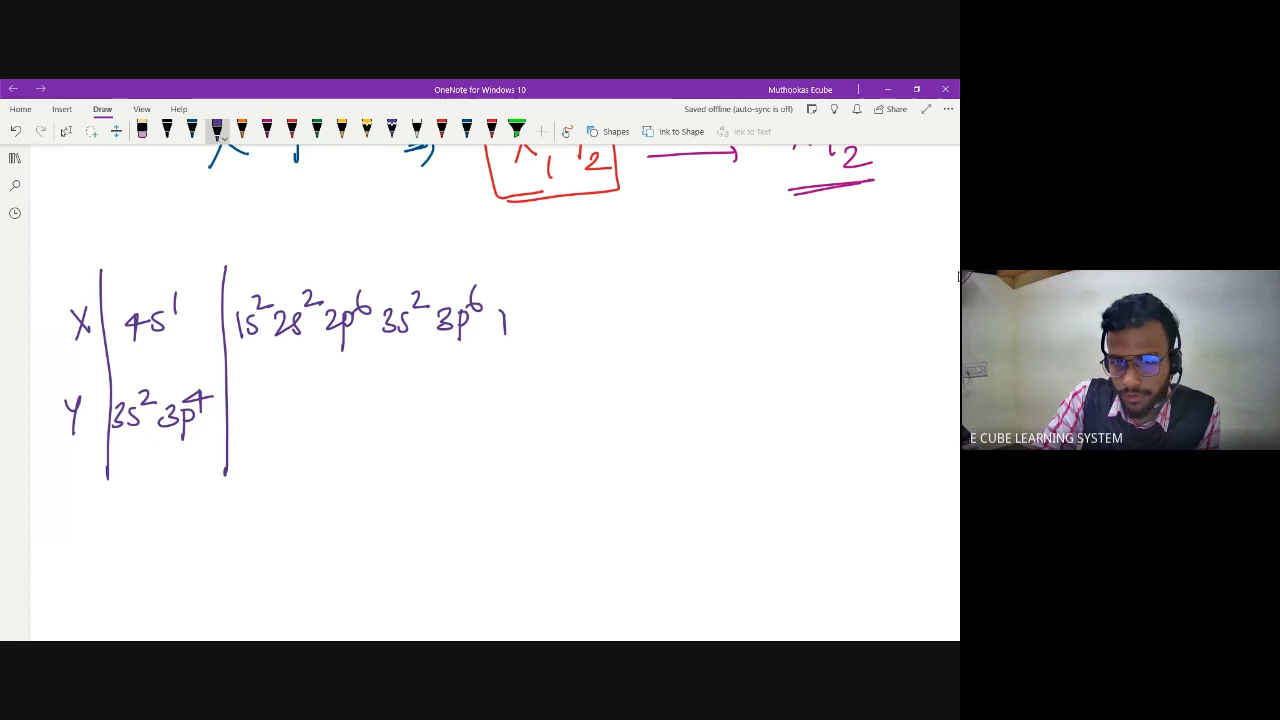 OneNote for Windows 10
Muthookas Ecube
Home Insert Draw View Help
Saved offline (auto-sync is off)
Share
Shapes
Ink to Shape
Ink to Text
X 4s¹ 1s² 2s² 2p⁶ 3s² 3p⁶
Y 3s² 3p⁴
E CUBE LEARNING SYSTEM